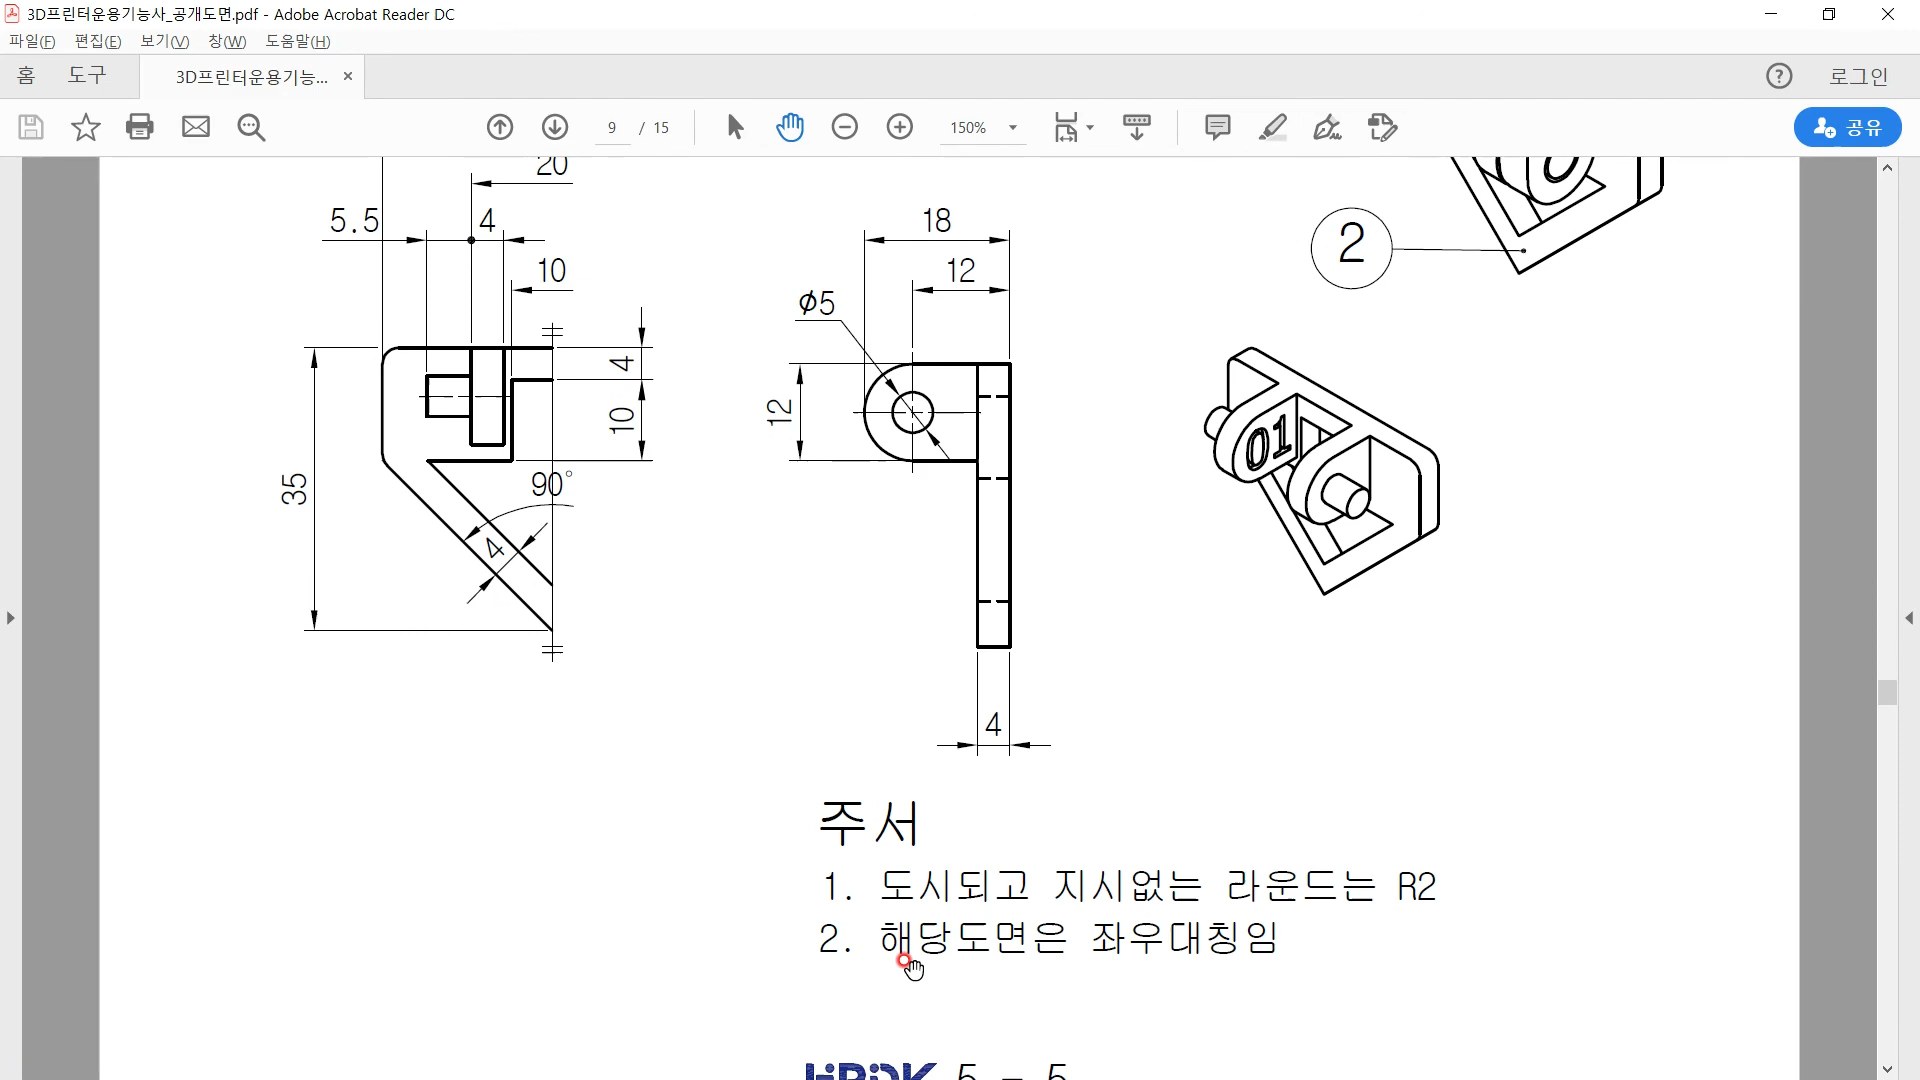 3D프린터운용기능사_공개도면.pdf - Adobe Acrobat Reader DC
파일(F) 편집(E) 보기(V) 창(W) 도움말(H)
홈 도구 3D프린터운용기능... × ? 로그인
9 / 15 150% 공유
20
5.5 4
18
10
12
2
Ø5
4
10
12
35
90°
01
4
4
주서
1. 도시되고 지시없는 라운드는 R2
2. 해당도면은 좌우대칭임
5 - 5